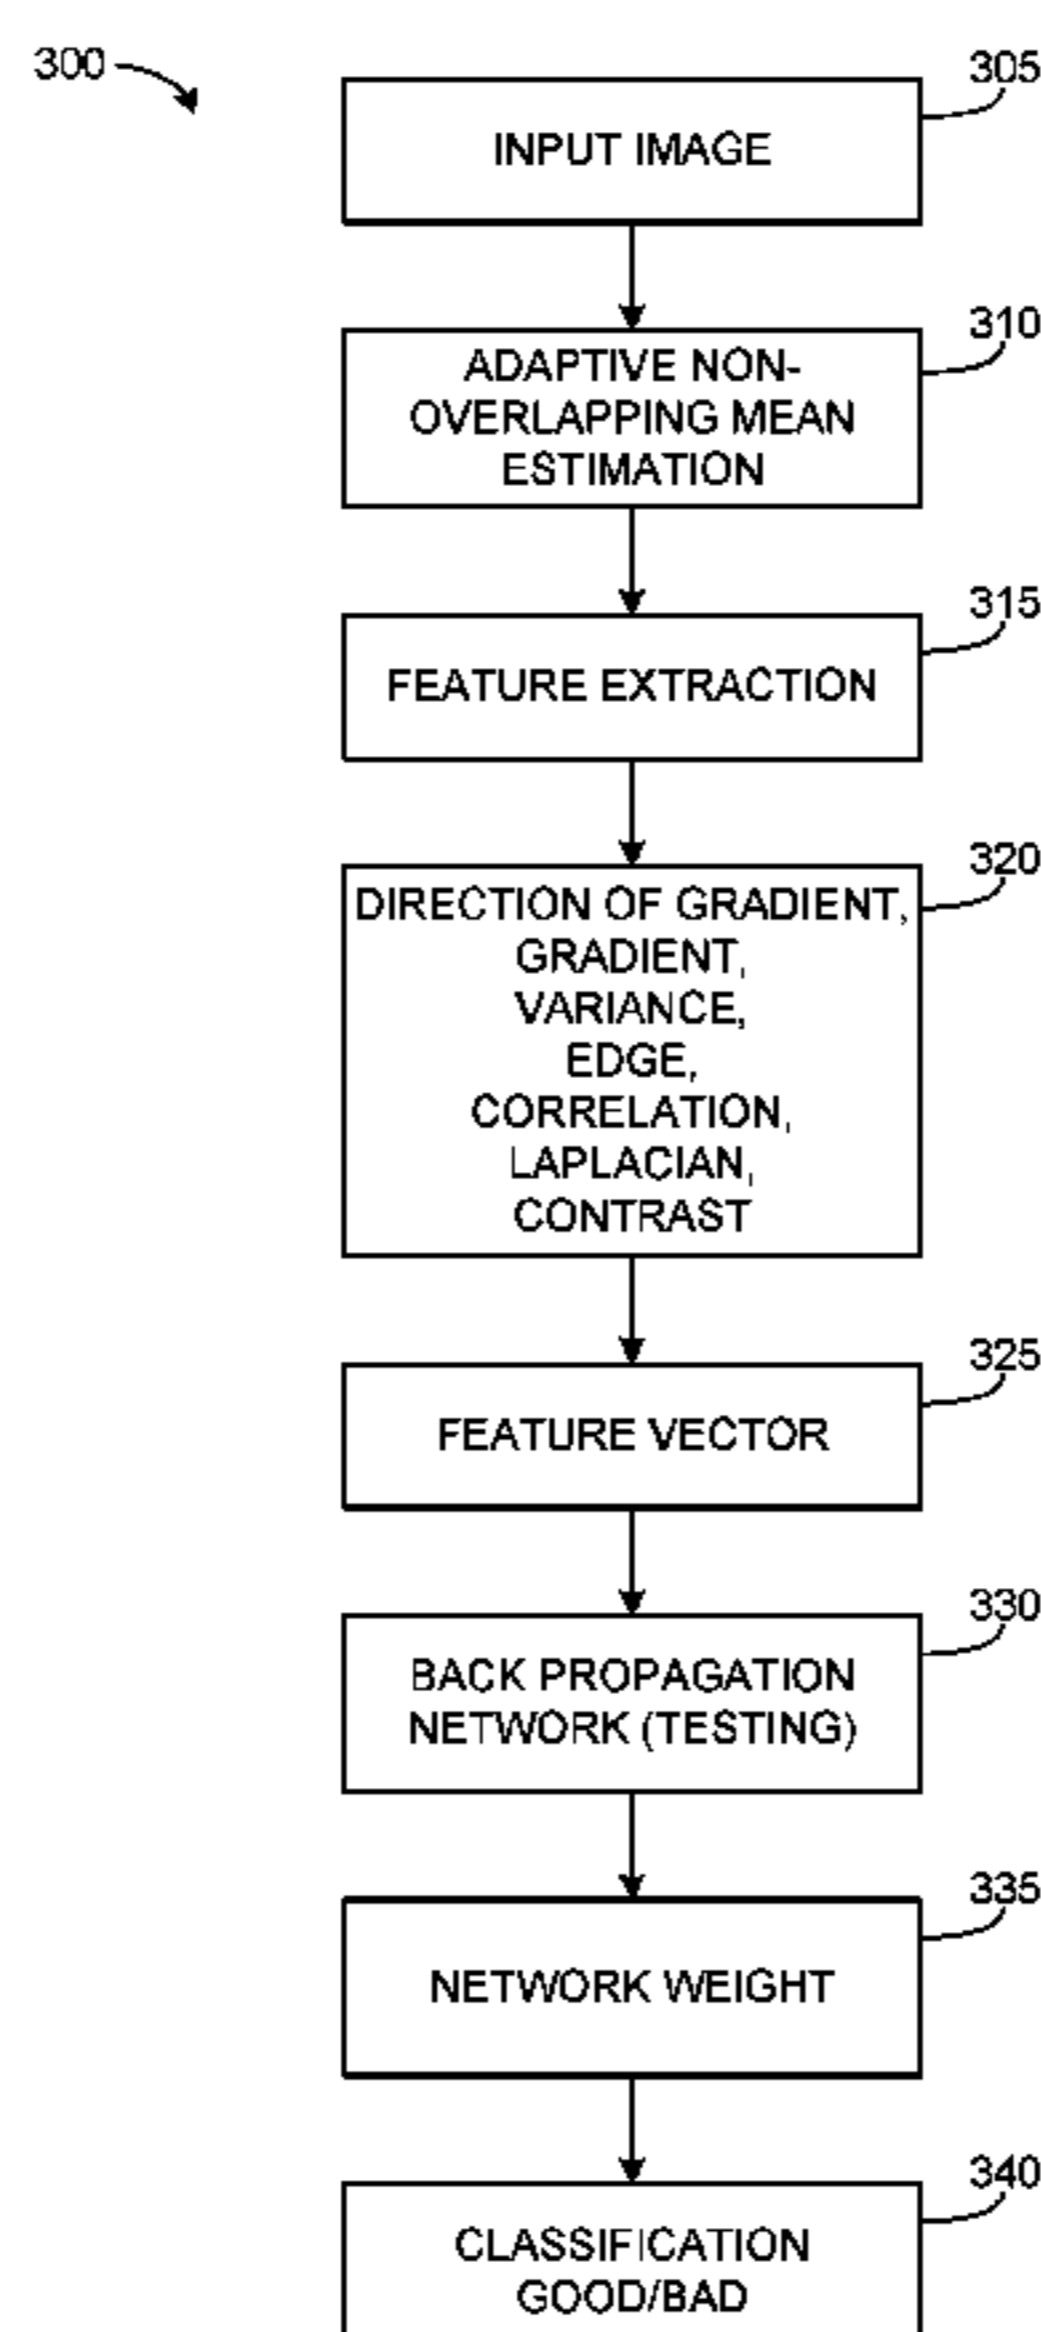 300
305
INPUT IMAGE
310
ADAPTIVE NON-
OVERLAPPING MEAN
ESTIMATION
315
FEATURE EXTRACTION
320
DIRECTION OF GRADIENT,
GRADIENT,
VARIANCE,
EDGE,
CORRELATION,
LAPLACIAN,
CONTRAST
325
FEATURE VECTOR
330
BACK PROPAGATION
NETWORK (TESTING)
335
NETWORK WEIGHT
340
CLASSIFICATION
GOOD/BAD